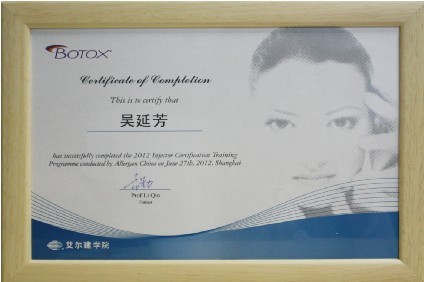 BOTOX
Certificate of Completion
This is to certify that
吴延芳
has successfully completed the 2012 Injector Certification Training
Programme conducted by Allergan China on June 27th, 2012, Shanghai
Prof Li Qin
Trainer
艾尔建学院